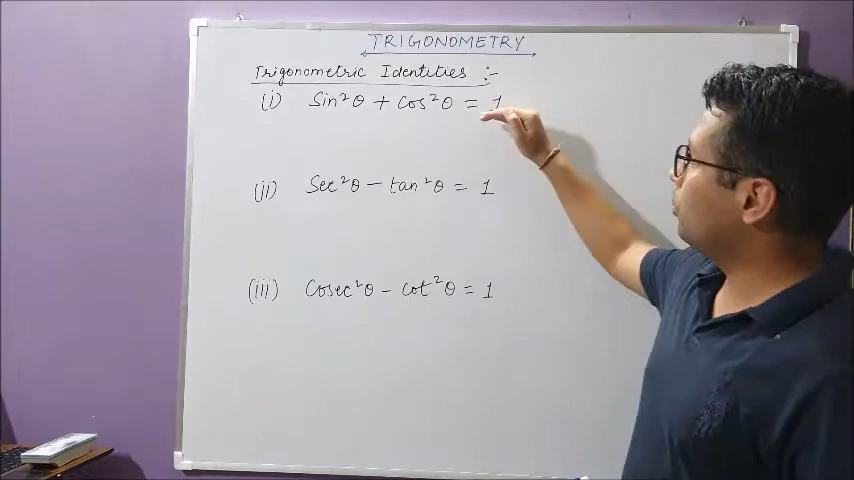 TRIGONOMETRY
Trigonometric Identities :-
(i) Sin²θ + Cos²θ = 1
(ii) Sec²θ - tan²θ = 1
(iii) Cosec²θ - cot²θ = 1